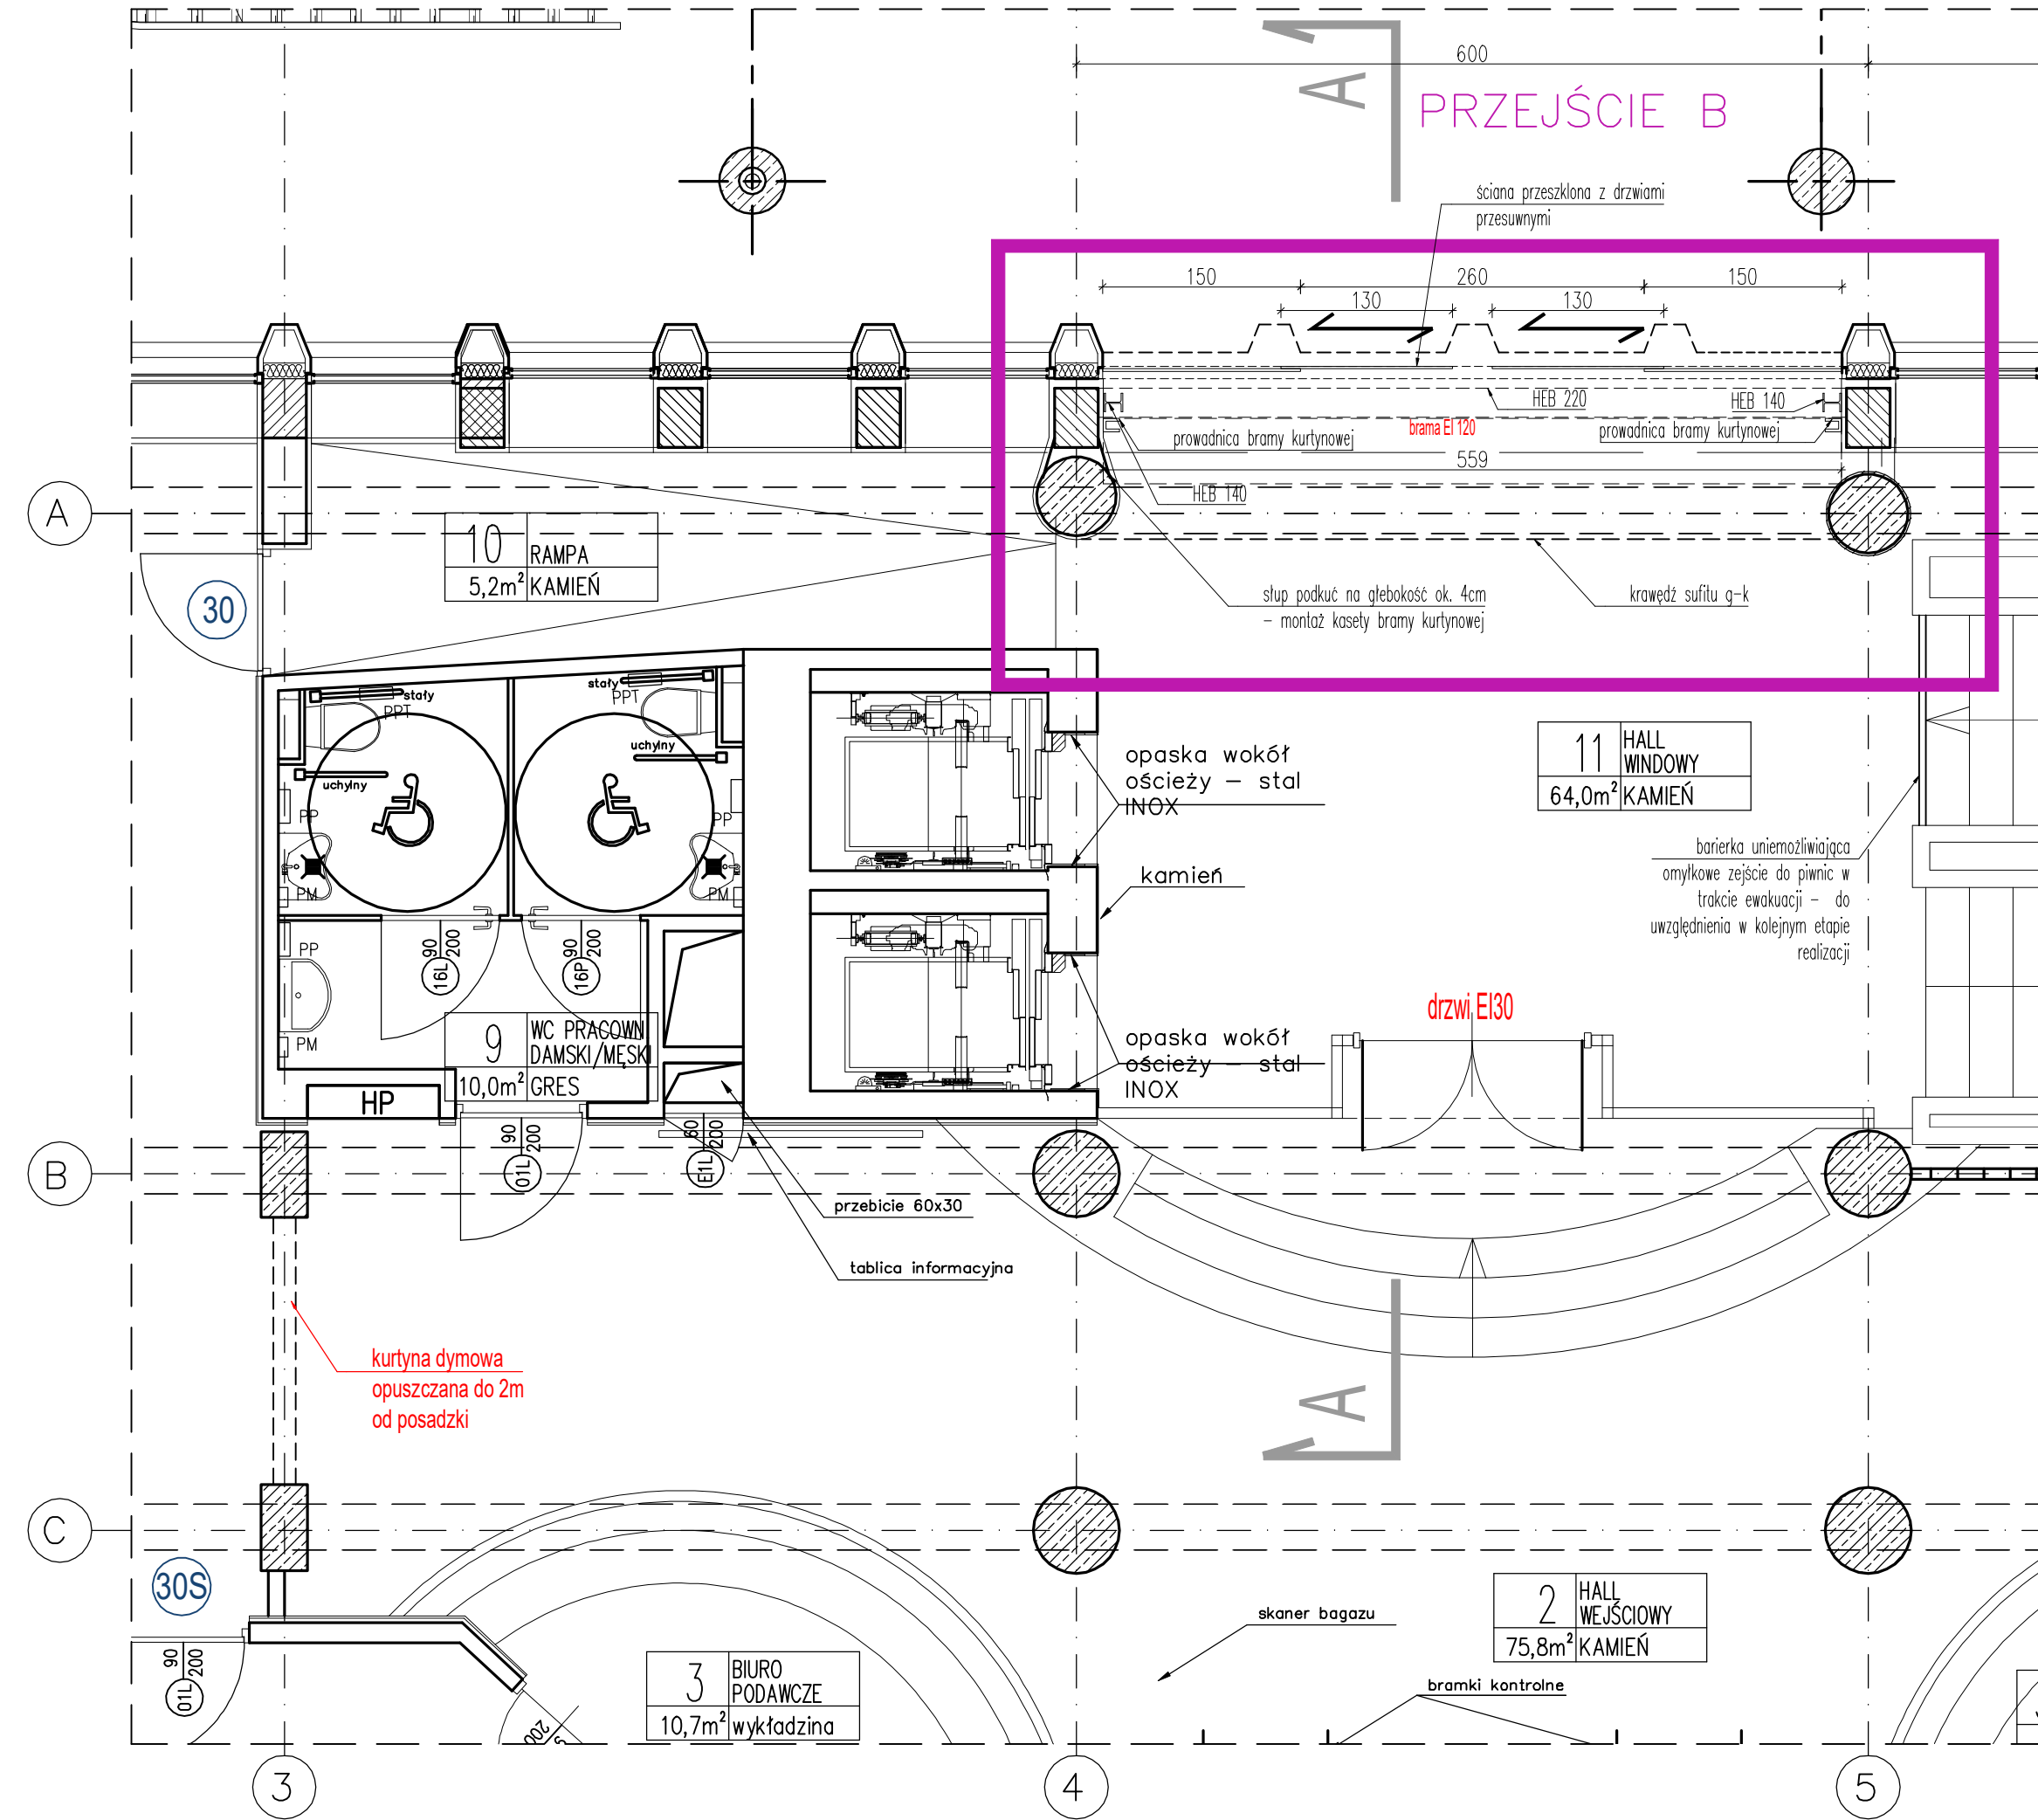 A
600
PRZEJŚCIE B
ściana przeszklona z drzwiami
przesuwnymi
150
260
150
130
130
HEB 220
HEB 140
prowadnica bramy kurtynowej
brama EI 120
prowadnica bramy kurtynowej
559
HEB 140
A
10
RAMPA
5,2m² KAMIEŃ
30
słup podkuć na głebokość ok. 4cm
- montaż kasety bramy kurtynowej
krawędź sufitu g-k
stały
PPT
stały
PPT
uchylny
uchylny
PP
PP
PM
PM
opaska wokół
ościeży – stal
INOX
11
HALL
WINDOWY
64,0m² KAMIEŃ
kamień
barierka uniemożliwiająca
omyłkowe zejście do piwnic w
trakcie ewakuacji – do
uwzględnienia w kolejnym etapie
realizacji
PP
90
200
16L
90
200
16P
PM
9
WC PRACOWN
DAMSKI/MĘSKI
10,0m² GRES
HP
drzwi EI30
opaska wokół
ościeży – stal
INOX
90
200
01L
60
200
E1L
B
przebicie 60x30
tablica informacyjna
kurtyna dymowa
opuszczana do 2m
od posadzki
A
C
30S
2
HALL
WEJŚCIOWY
75,8m² KAMIEŃ
skaner bagazu
90
200
01L
3
BIURO
PODAWCZE
10,7m² wykładzina
bramki kontrolne
200
3
4
5